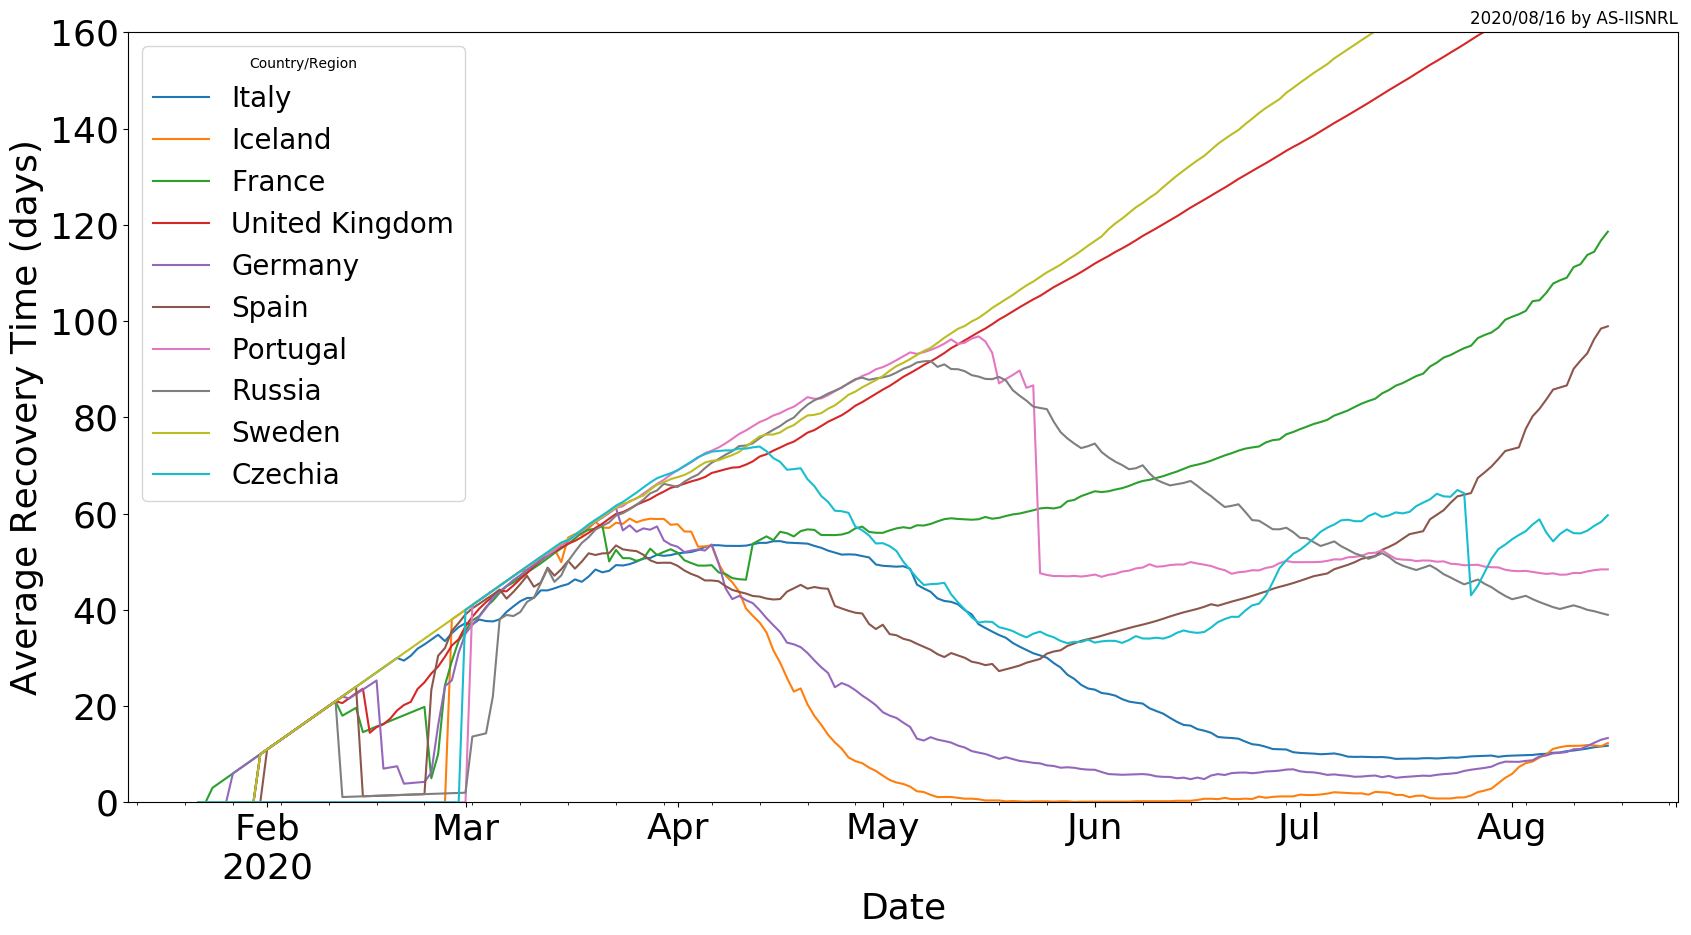 2020/08/16 by AS-IISNRL
160
140
120
100
80
60
40
20
0
Average Recovery Time (days)
Country/Region
Italy
Iceland
France
United Kingdom
Germany
Spain
Portugal
Russia
Sweden
Czechia
Feb Mar Apr May Jun Jul Aug
2020
Date